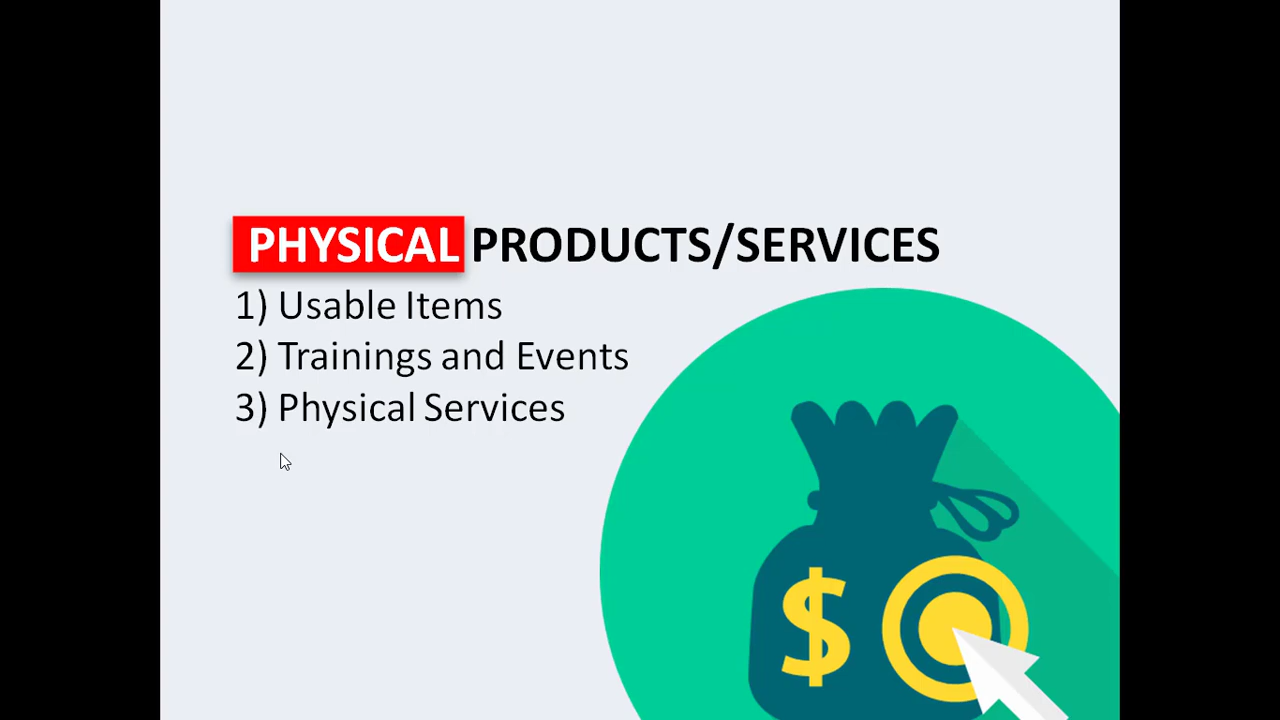 PHYSICAL PRODUCTS/SERVICES
1) Usable Items
2) Trainings and Events
3) Physical Services
$